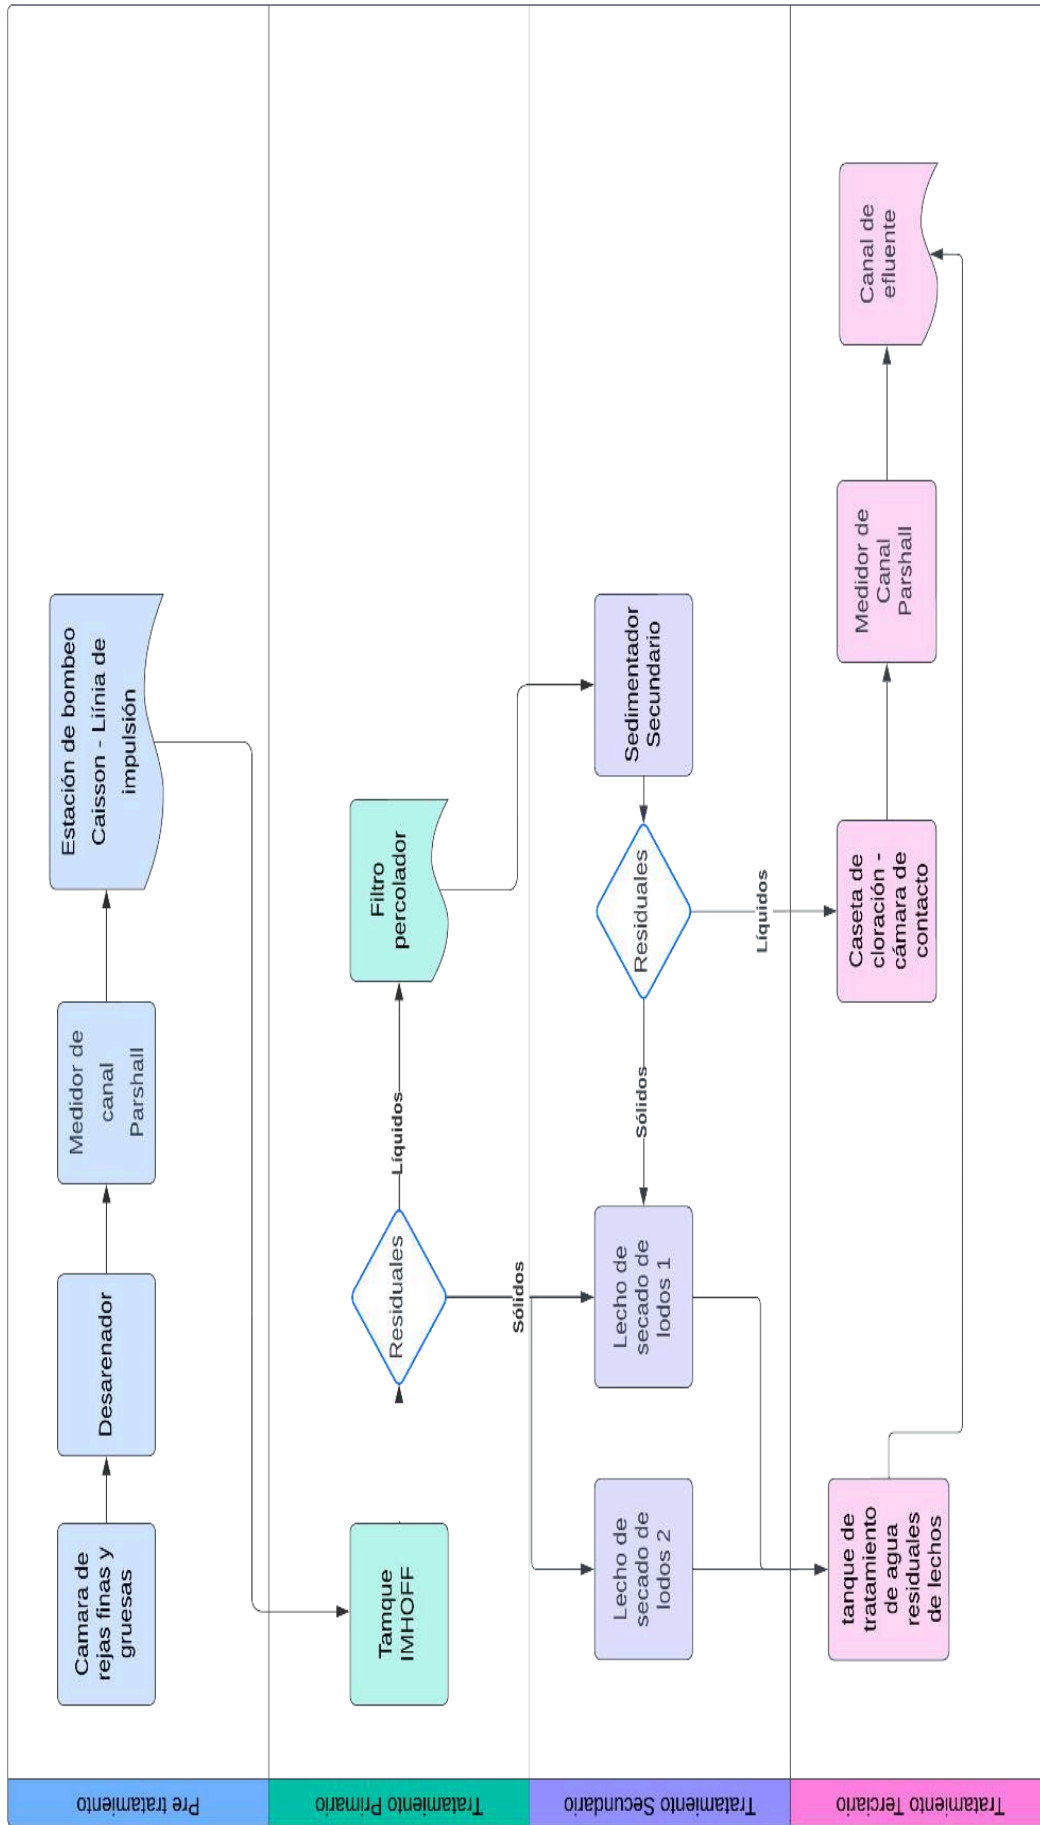 Pre tratamiento
Camara de
rejas finas y
gruesas
Desarenador
Medidor de
canal
Parshall
Estación de bombeo
Caisson - Liínia de
impulsión
Tratamiento Primario
Tamque
IMHOFF
Residuales
Líquidos
Sólidos
Filtro
percolador
Tratamiento Secundario
Lecho de
secado de
lodos 2
Lecho de
secado de
lodos 1
Sólidos
Residuales
Líquidos
Sedimentador
Secundario
Tratamiento Terciario
tanque de
tratamiento
de agua
residuales
de lechos
Caseta de
cloración -
cámara de
contacto
Medidor de
Canal
Parshall
Canal de
efluente